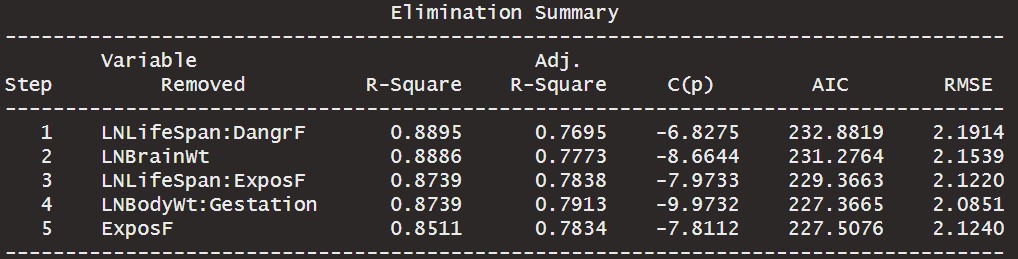 Elimination Summary
Variable Adj.
Step Removed R-Square R-Square C(p) AIC RMSE
1 LNLifeSpan:DangrF 0.8895 0.7695 -6.8275 232.8819 2.1914
2 LNBrainWt 0.8886 0.7773 -8.6644 231.2764 2.1539
3 LNLifeSpan:ExposF 0.8739 0.7838 -7.9733 229.3663 2.1220
4 LNBodyWt:Gestation 0.8739 0.7913 -9.9732 227.3665 2.0851
5 ExposF 0.8511 0.7834 -7.8112 227.5076 2.1240